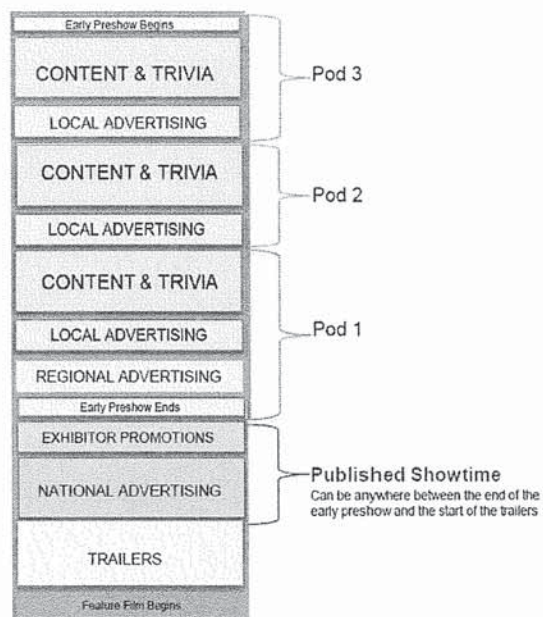 Early Preshow Begins
CONTENT & TRIVIA
LOCAL ADVERTISING
Pod 3
CONTENT & TRIVIA
LOCAL ADVERTISING
Pod 2
CONTENT & TRIVIA
LOCAL ADVERTISING
REGIONAL ADVERTISING
Early Preshow Ends
Pod 1
EXHIBITOR PROMOTIONS
NATIONAL ADVERTISING
Published Showtime
Can be anywhere between the end of the
early preshow and the start of the trailers
TRAILERS
Feature Film Begins